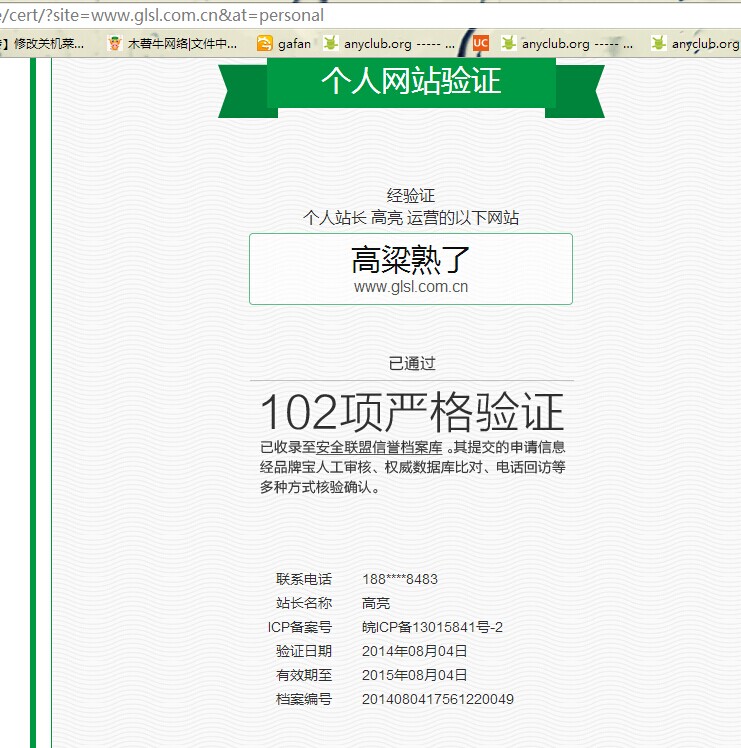 e/cert/?site=www.glsl.com.cn&at=personal
】修改关机菜... 木瞢牛网络|文件中... gafan anyclub.org ----- ... UC anyclub.org ----- ... anyclub.org
个人网站验证
经验证
个人站长 高亮 运营的以下网站
高粱熟了
www.glsl.com.cn
已通过
102项严格验证
已收录至安全联盟信誉档案库 。其提交的申请信息
经品牌宝人工审核、权威数据库比对、电话回访等
多种方式核验确认。
联系电话 188****8483
站长名称 高亮
ICP备案号 皖ICP备13015841号-2
验证日期 2014年08月04日
有效期至 2015年08月04日
档案编号 2014080417561220049